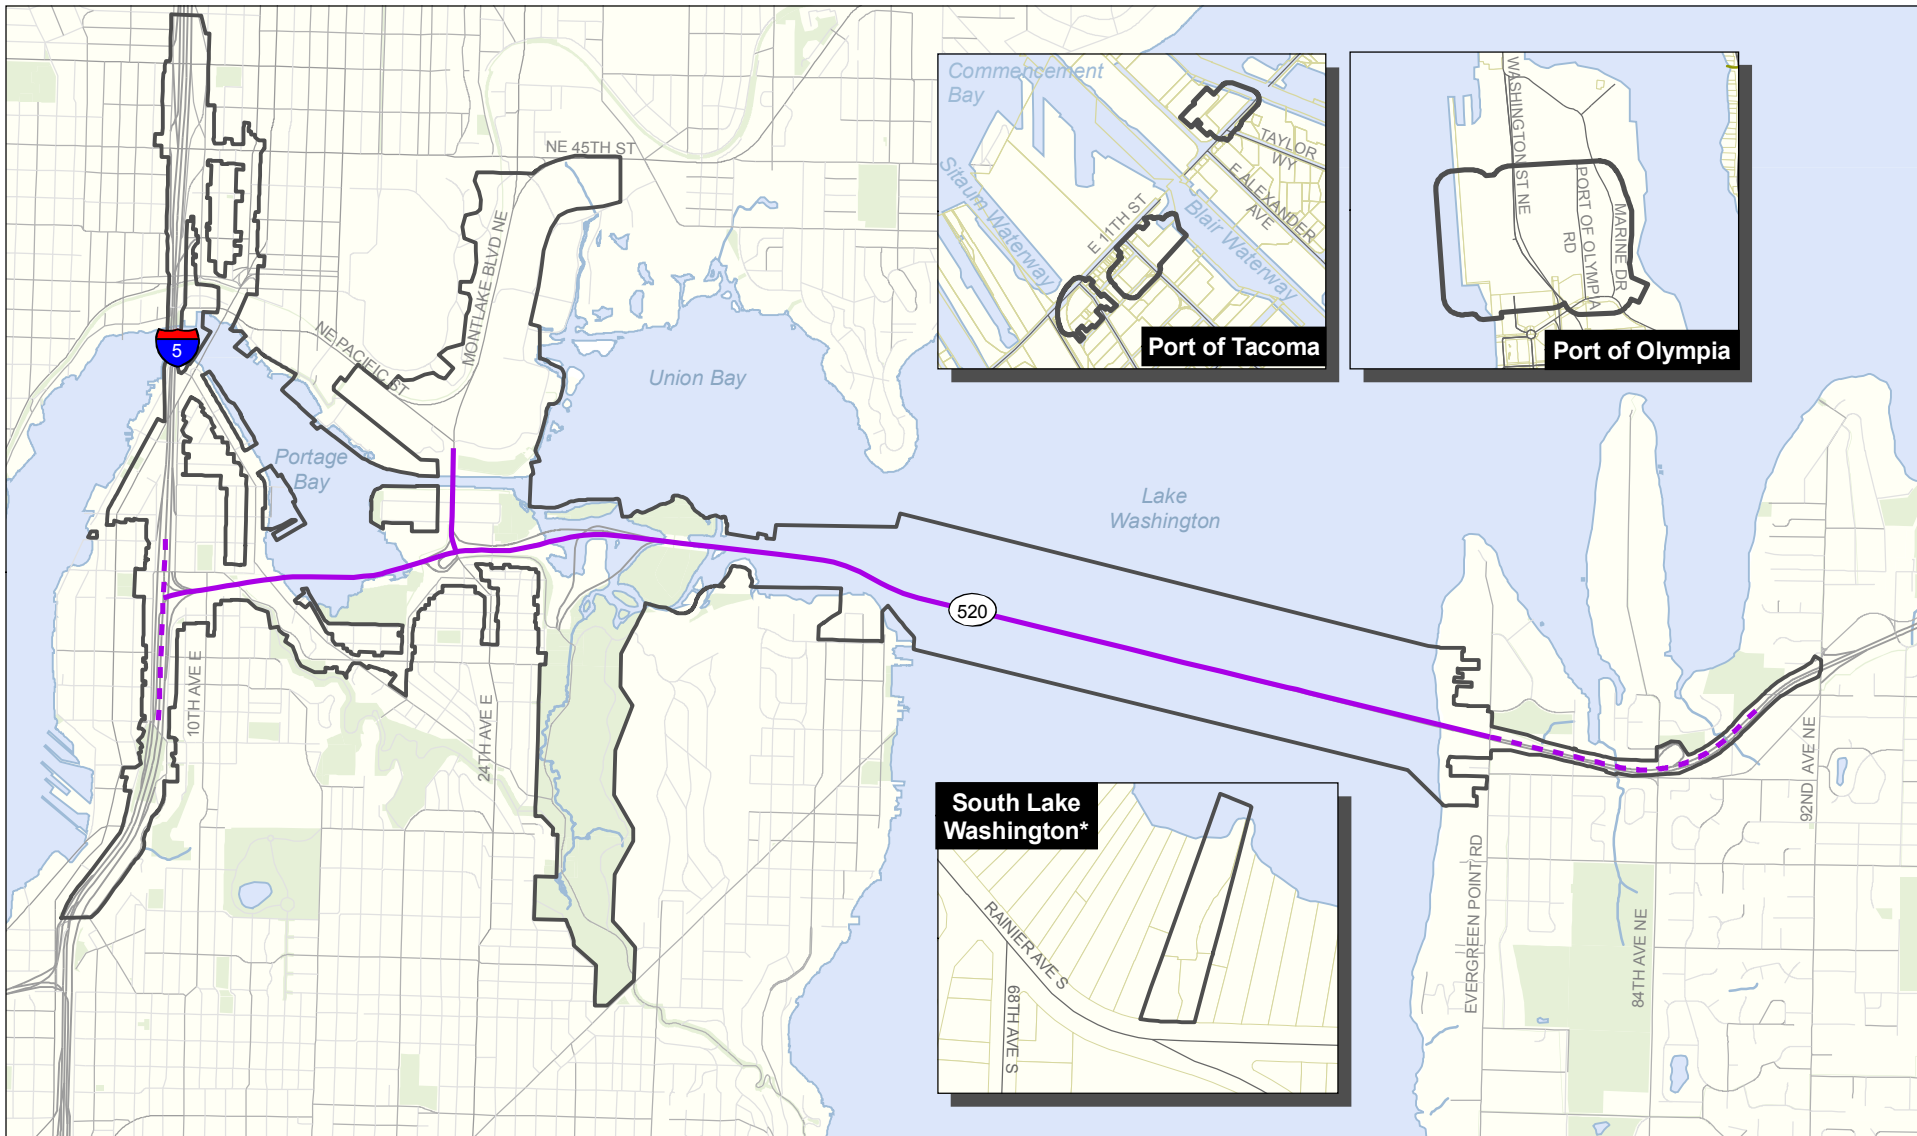 Commencement
Bay
Sitaum Waterway
E 11TH ST
Blair Waterway
TAYLOR
WY
E ALEXANDER
AVE
Port of Tacoma
WASHINGTON ST NE
PORT OF OLYMPIA
RD
MARINE DR
Port of Olympia
NE 45TH ST
MONTLAKE BLVD NE
NE PACIFIC ST
5
Union Bay
Portage
Bay
Lake
Washington
520
10TH AVE E
24TH AVE E
South Lake
Washington*
RAINIER AVE S
68TH AVE S
EVERGREEN POINT RD
84TH AVE NE
92ND AVE NE